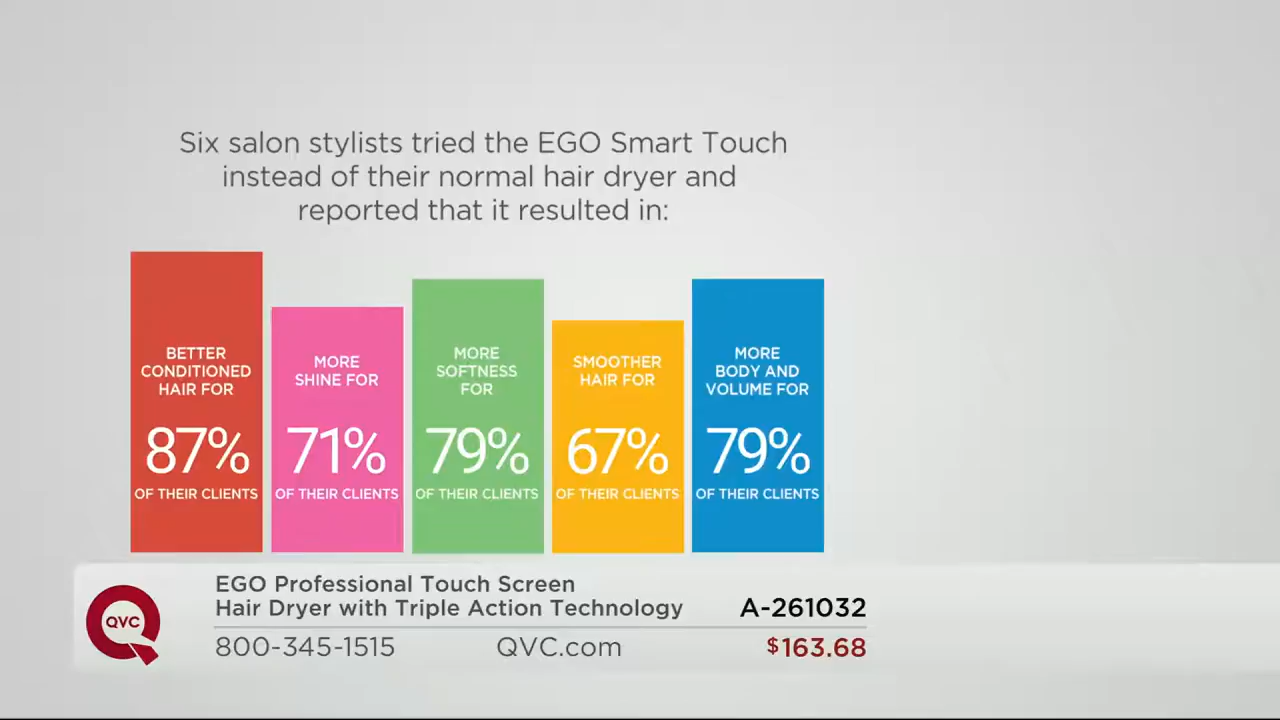 Six salon stylists tried the EGO Smart Touch
instead of their normal hair dryer and
reported that it resulted in:
BETTER
CONDITIONED
HAIR FOR
87%
OF THEIR CLIENTS
MORE
SHINE FOR
71%
OF THEIR CLIENTS
MORE
SOFTNESS
FOR
79%
OF THEIR CLIENTS
SMOOTHER
HAIR FOR
67%
OF THEIR CLIENTS
MORE
BODY AND
VOLUME FOR
79%
OF THEIR CLIENTS
QVC
EGO Professional Touch Screen
Hair Dryer with Triple Action Technology
A-261032
800-345-1515
QVC.com
$163.68